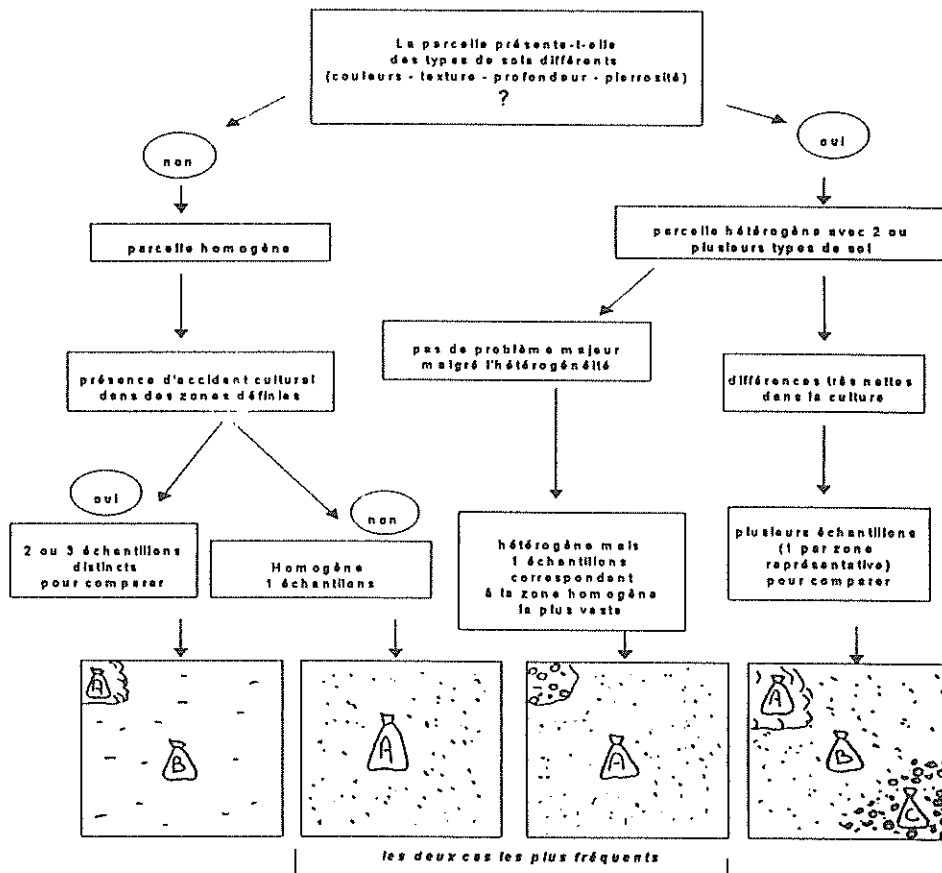 La parcelle présente-t-elle
des types de sols différents
(couleurs - texture - profondeur - pierrosité)
?
non
oui
parcelle homogène
parcelle hétérogène avec 2 ou
plusieurs types de sol
pas de problème majeur
malgré l'hétérogénéité
présence d'accident cultural
dans des zones définies
différences très nettes
dans la culture
oui
non
2 ou 3 échantillons
distincts
pour comparer
Homogène
1 échantilons
hétérogène mais
1 échantillons
correspondant
à la zone homogène
la plus vaste
plusieurs échantillons
(1 par zone
représentative)
pour comparer
A
B
A
A
A
B
C
les deux cas les plus fréquents